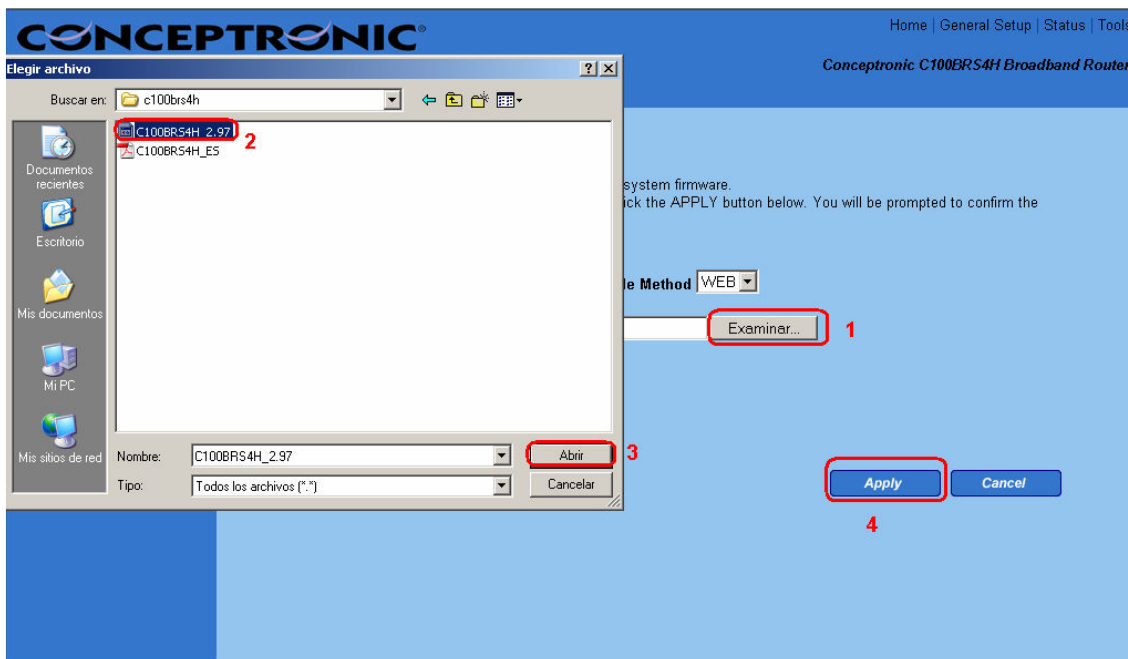 CONCEPTRONIC®
Home | General Setup | Status | Tools
Conceptronic C100BRS4H Broadband Router
Elegir archivo
Buscar en:
c100brs4h
C100BRS4H_2.97
2
C100BRS4H_ES
Documentos
recientes
Escritorio
Mis documentos
Mi PC
Mis sitios de red
Nombre:
C100BRS4H_2.97
Abrir
3
Tipo:
Todos los archivos (*.*)
Cancelar
system firmware.
ick the APPLY button below. You will be prompted to confirm the
le Method WEB
Examinar...
1
Apply
Cancel
4